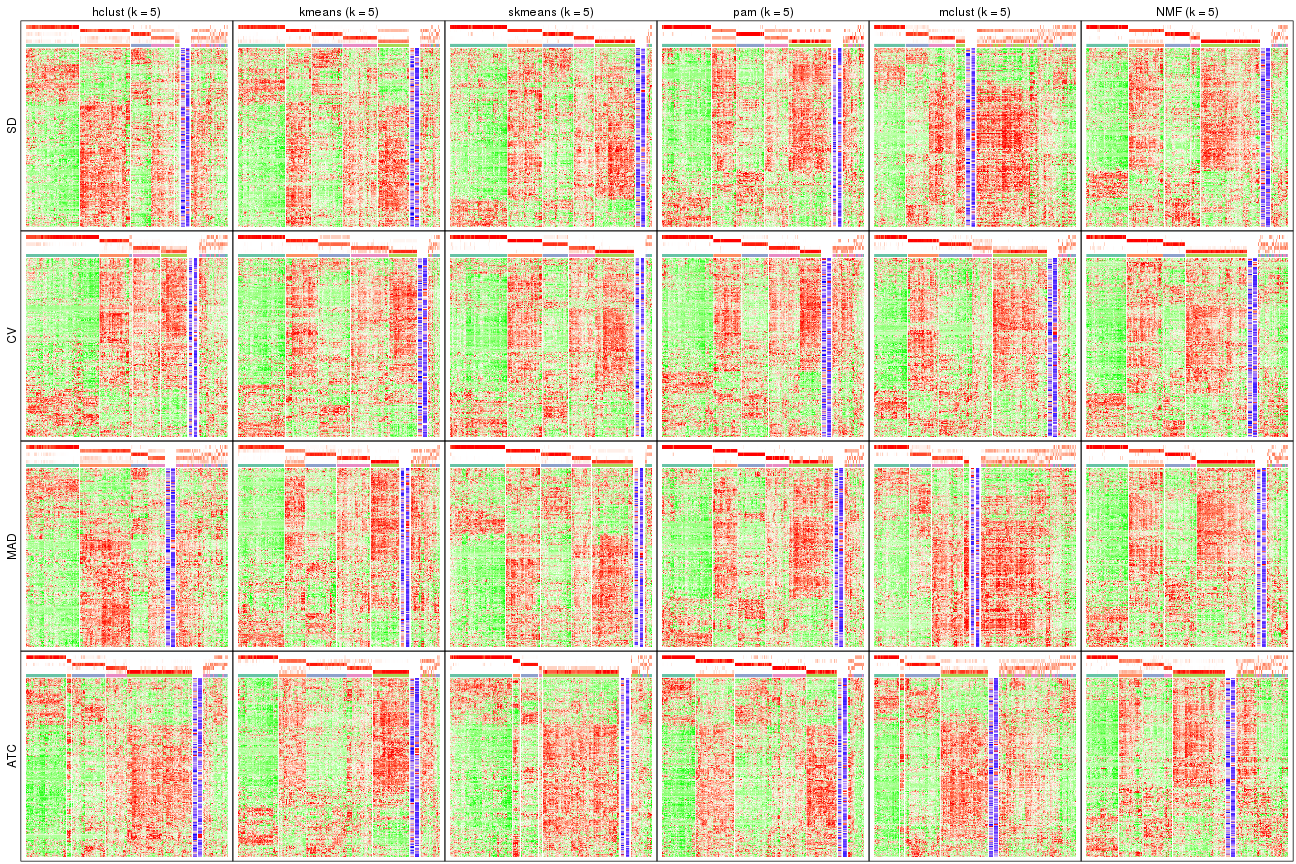 hclust (k = 5)
kmeans (k = 5)
skmeans (k = 5)
pam (k = 5)
mclust (k = 5)
NMF (k = 5)
SD
CV
MAD
ATC